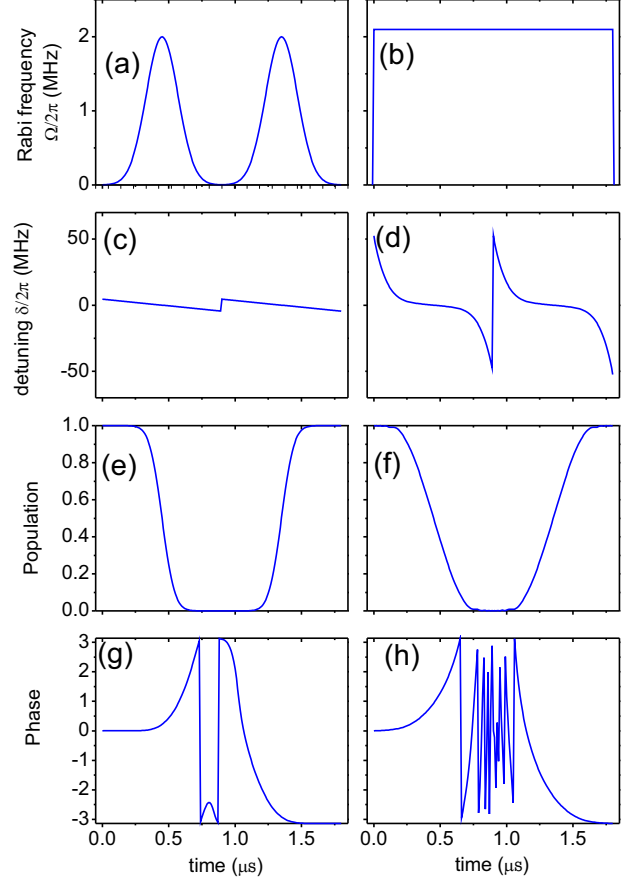 Rabi frequency
Ω/2π (MHz)
2
1
0
(a)
(b)
detuning δ/2π (MHz)
50
0
-50
(c)
(d)
Population
1.0
0.8
0.6
0.4
0.2
0.0
(e)
(f)
Phase
3
2
1
0
-1
-2
-3
(g)
(h)
0.0 0.5 1.0 1.5
0.0 0.5 1.0 1.5
time (μs)
time (μs)